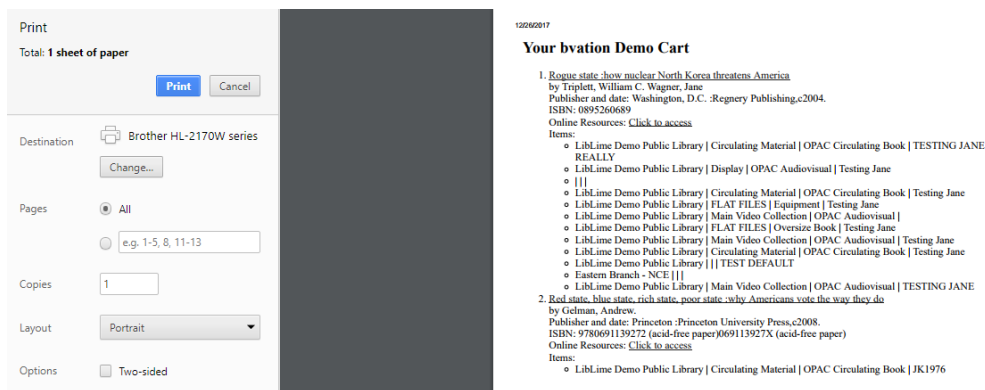 Print
Total: 1 sheet of paper
Print Cancel
Destination Brother HL-2170W series
Change...
Pages All
e.g. 1-5, 8, 11-13
Copies 1
Layout Portrait
Options Two-sided
12/26/2017
Your bvation Demo Cart
1. Rogue state :how nuclear North Korea threatens America
by Triplett, William C. Wagner, Jane
Publisher and date: Washington, D.C. :Regnery Publishing,c2004.
ISBN: 0895260689
Online Resources: Click to access
Items:
LibLime Demo Public Library | Circulating Material | OPAC Circulating Book | TESTING JANE
REALLY
LibLime Demo Public Library | Display | OPAC Audiovisual | Testing Jane
| | |
LibLime Demo Public Library | Circulating Material | OPAC Circulating Book | Testing Jane
LibLime Demo Public Library | FLAT FILES | Equipment | Testing Jane
LibLime Demo Public Library | Main Video Collection | OPAC Audiovisual |
LibLime Demo Public Library | FLAT FILES | Oversize Book | Testing Jane
LibLime Demo Public Library | Main Video Collection | OPAC Audiovisual | Testing Jane
LibLime Demo Public Library | Circulating Material | OPAC Circulating Book | Testing Jane
LibLime Demo Public Library | | | TEST DEFAULT
Eastern Branch - NCE | | |
LibLime Demo Public Library | Main Video Collection | OPAC Audiovisual | TESTING JANE
2. Red state, blue state, rich state, poor state :why Americans vote the way they do
by Gelman, Andrew.
Publisher and date: Princeton :Princeton University Press,c2008.
ISBN: 9780691139272 (acid-free paper)069113927X (acid-free paper)
Online Resources: Click to access
Items:
LibLime Demo Public Library | Circulating Material | OPAC Circulating Book | JK1976